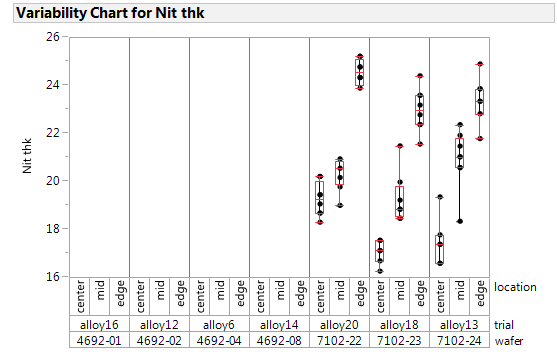 Variability Chart for Nit thk
26
24
22
20
18
16
Nit thk
center mid edge center mid edge center mid edge center mid edge center mid edge center mid edge center mid edge location
alloy16 alloy12 alloy6 alloy14 alloy20 alloy18 alloy13 trial
4692-01 4692-02 4692-04 4692-08 7102-22 7102-23 7102-24 wafer